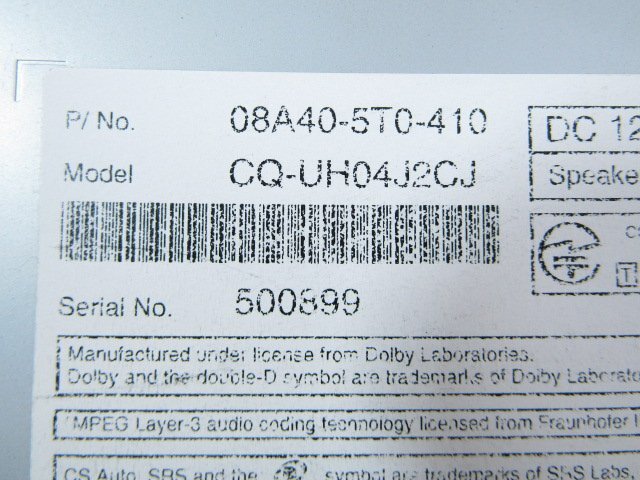 P/ No. 08A40-5T0-410
DC 12
Model CQ-UH04J2CJ
Speake
Serial No. 500899
T
Manufactured under license from Dolby Laboratories.
Dolby and the double-D symbol are trademarks of Dolby Laborato
MPEG Layer-3 audio coding technology licensed from Fraunhofer I
CS Auto, SRS and the symbol are trademarks of SRS Labs,